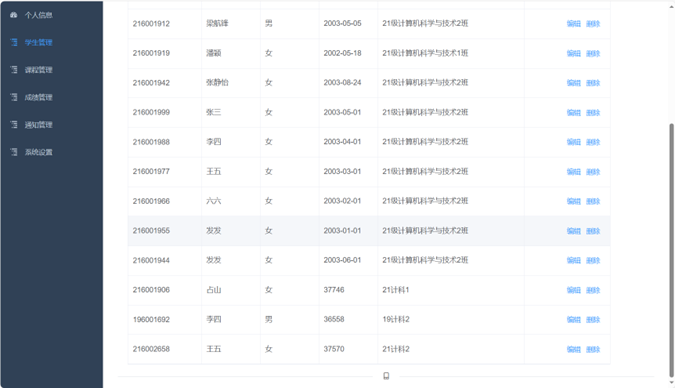 个人信息
学生管理
课程管理
成绩管理
通知管理
系统设置
216001912 梁航锋 男 2003-05-05 21级计算机科学与技术2班 编辑 删除
216001919 潘颖 女 2002-05-18 21级计算机科学与技术1班 编辑 删除
216001942 张静怡 女 2003-08-24 21级计算机科学与技术2班 编辑 删除
216001999 张三 女 2003-05-01 21级计算机科学与技术2班 编辑 删除
216001988 李四 女 2003-04-01 21级计算机科学与技术2班 编辑 删除
216001977 王五 女 2003-03-01 21级计算机科学与技术2班 编辑 删除
216001966 六六 女 2003-02-01 21级计算机科学与技术2班 编辑 删除
216001955 发发 女 2003-01-01 21级计算机科学与技术2班 编辑 删除
216001944 发发 女 2003-06-01 21级计算机科学与技术2班 编辑 删除
216001906 占山 女 37746 21计科1 编辑 删除
196001692 李四 男 36558 19计科2 编辑 删除
216002658 王五 女 37570 21计科2 编辑 删除